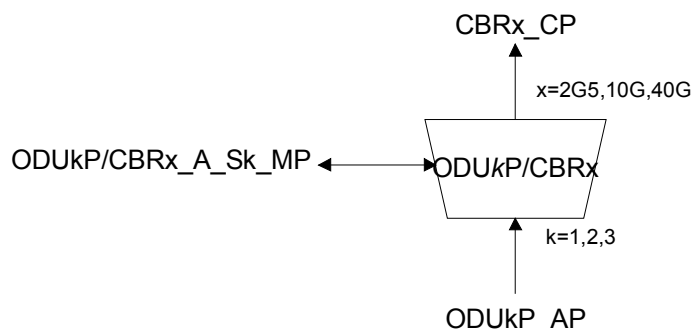 CBRx_CP
x=2G5,10G,40G
ODUkP/CBRx_A_Sk_MP
ODUkP/CBRx
k=1,2,3
ODUkP_AP